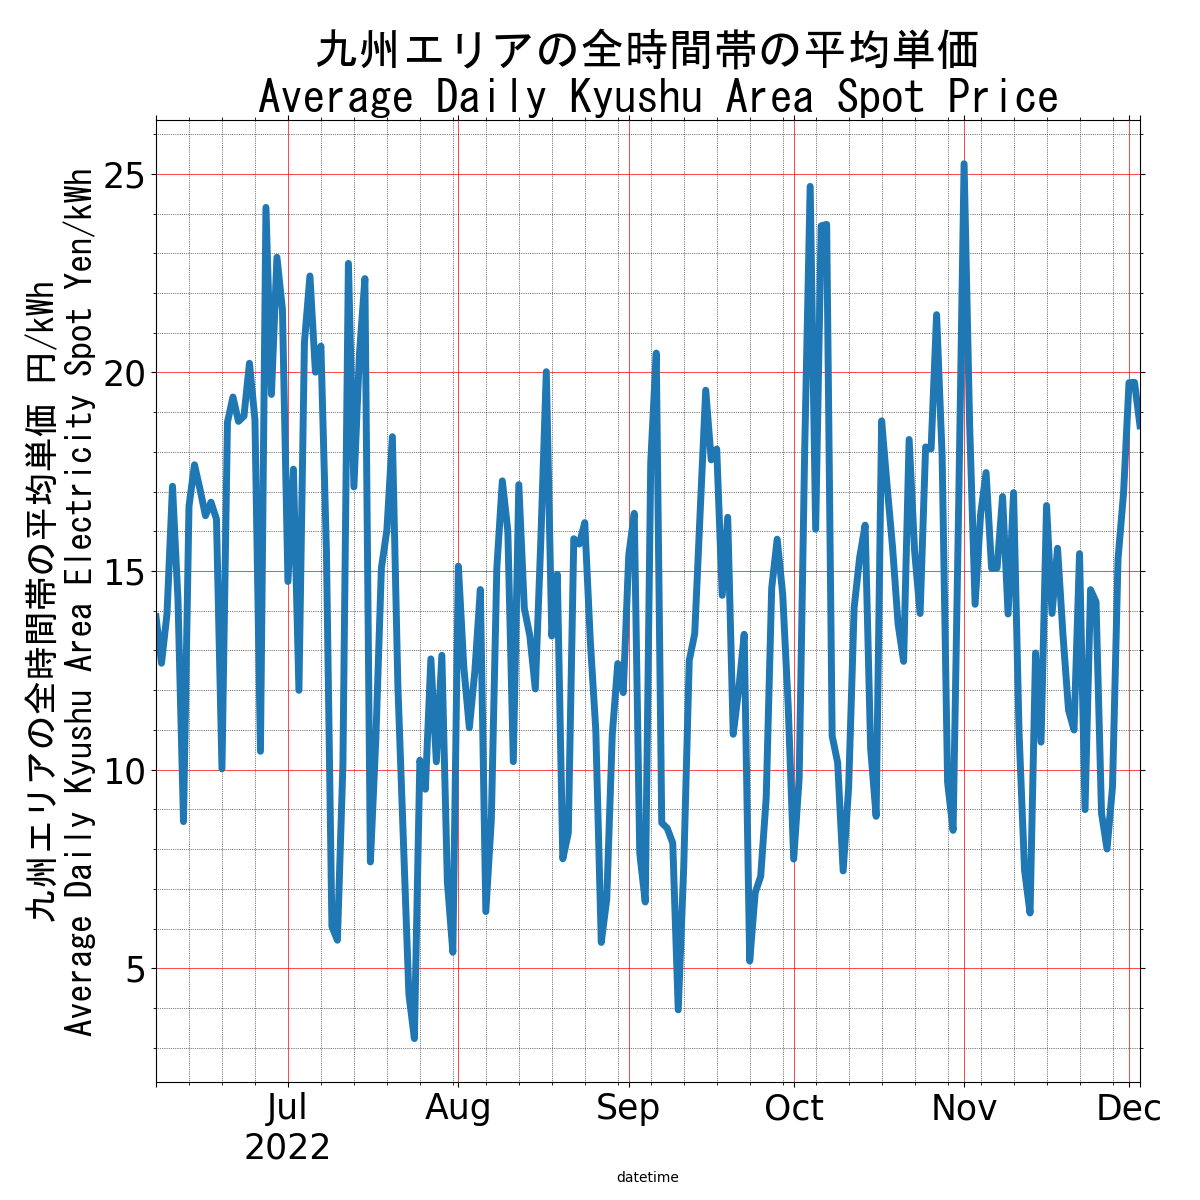 九州エリアの全時間帯の平均単価
Average Daily Kyushu Area Spot Price
九州エリアの全時間帯の平均単価 円/kWh
Average Daily Kyushu Area Electricity Spot Yen/kWh
25
20
15
10
5
Jul
2022
Aug
Sep
Oct
Nov
Dec
datetime